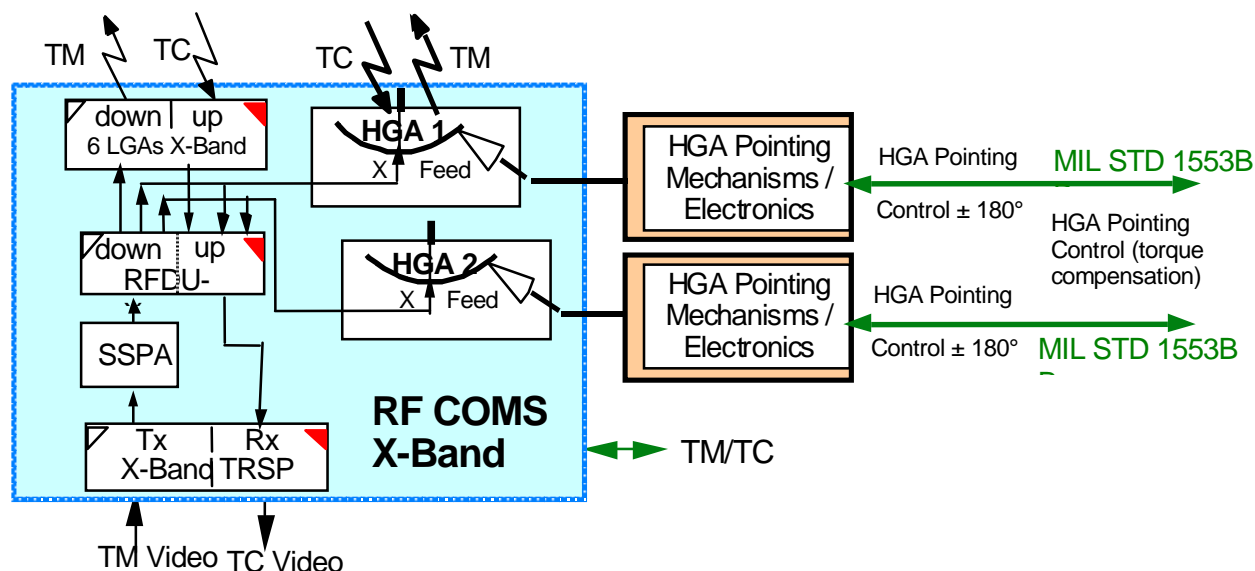 TM
TC
TC
TM
down up
6 LGAs X-Band
HGA 1
X Feed
HGA Pointing
Mechanisms /
Electronics
HGA Pointing
Control ± 180°
MIL STD 1553B
HGA Pointing
Control (torque
compensation)
down up
RFDU-
HGA 2
X Feed
HGA Pointing
Mechanisms /
Electronics
HGA Pointing
Control ± 180°
MIL STD 1553B
SSPA
RF COMS
X-Band
Tx Rx
X-Band TRSP
TM/TC
TM Video
TC Video